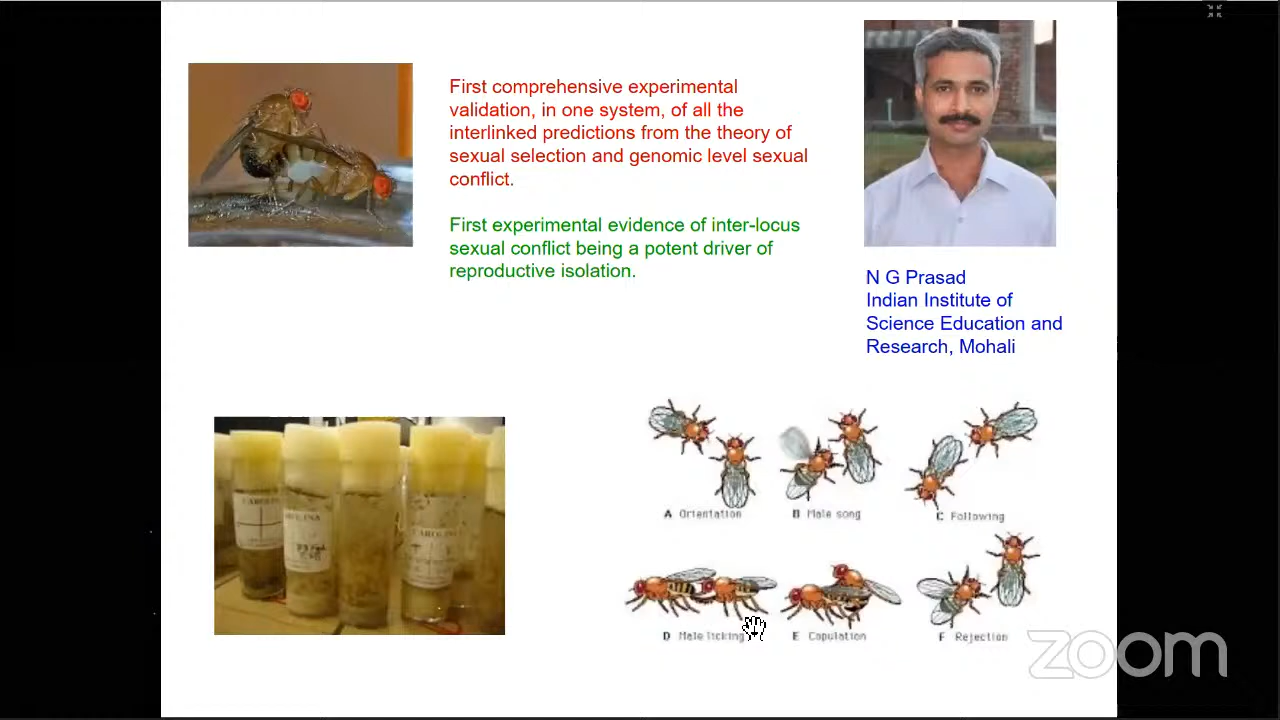 First comprehensive experimental
validation, in one system, of all the
interlinked predictions from the theory of
sexual selection and genomic level sexual
conflict.
First experimental evidence of inter-locus
sexual conflict being a potent driver of
reproductive isolation.
N G Prasad
Indian Institute of
Science Education and
Research, Mohali
CAROLINA
CAROLINA
A Orientation
B Male song
C Following
D Male licking
E Copulation
F Rejection
zoom